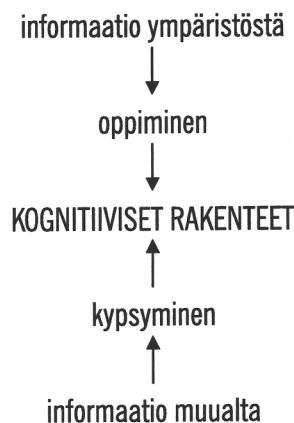 informaatio ympäristöstä
oppiminen
KOGNITIIVISET RAKENTEET
kypsyminen
informaatio muualta